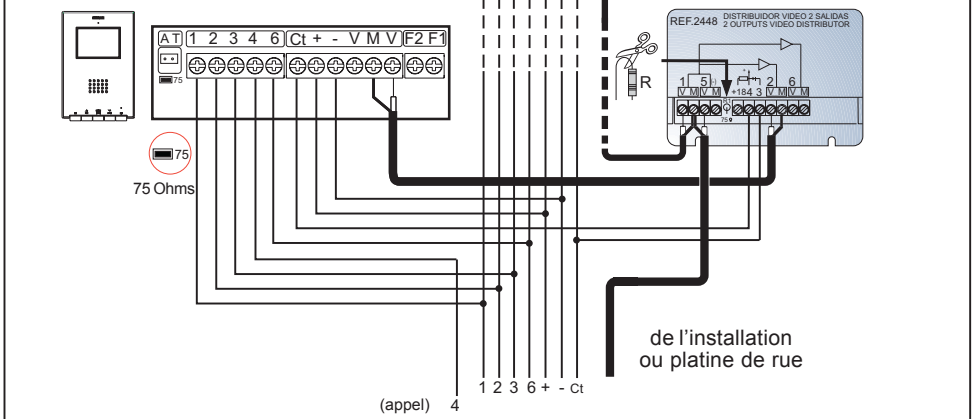 A T 1 2 3 4 6 Ct + - V M V F2 F1
75
75
75 Ohms
REF.2448 DISTRIBUIDOR VIDEO 2 SALIDAS
2 OUTPUTS VIDEO DISTRIBUTOR
R
1 5 2 6
V M V M +18 4 3 V M V M
75
de l'installation
ou platine de rue
1 2 3 6 + - Ct
(appel) 4